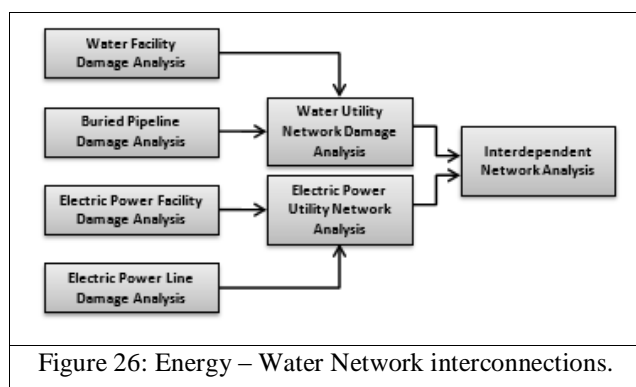 Water Facility
Damage Analysis
Buried Pipeline
Damage Analysis
Electric Power Facility
Damage Analysis
Electric Power Line
Damage Analysis
Water Utility
Network Damage
Analysis
Electric Power
Utility Network
Analysis
Interdependent
Network Analysis
Figure 26: Energy – Water Network interconnections.